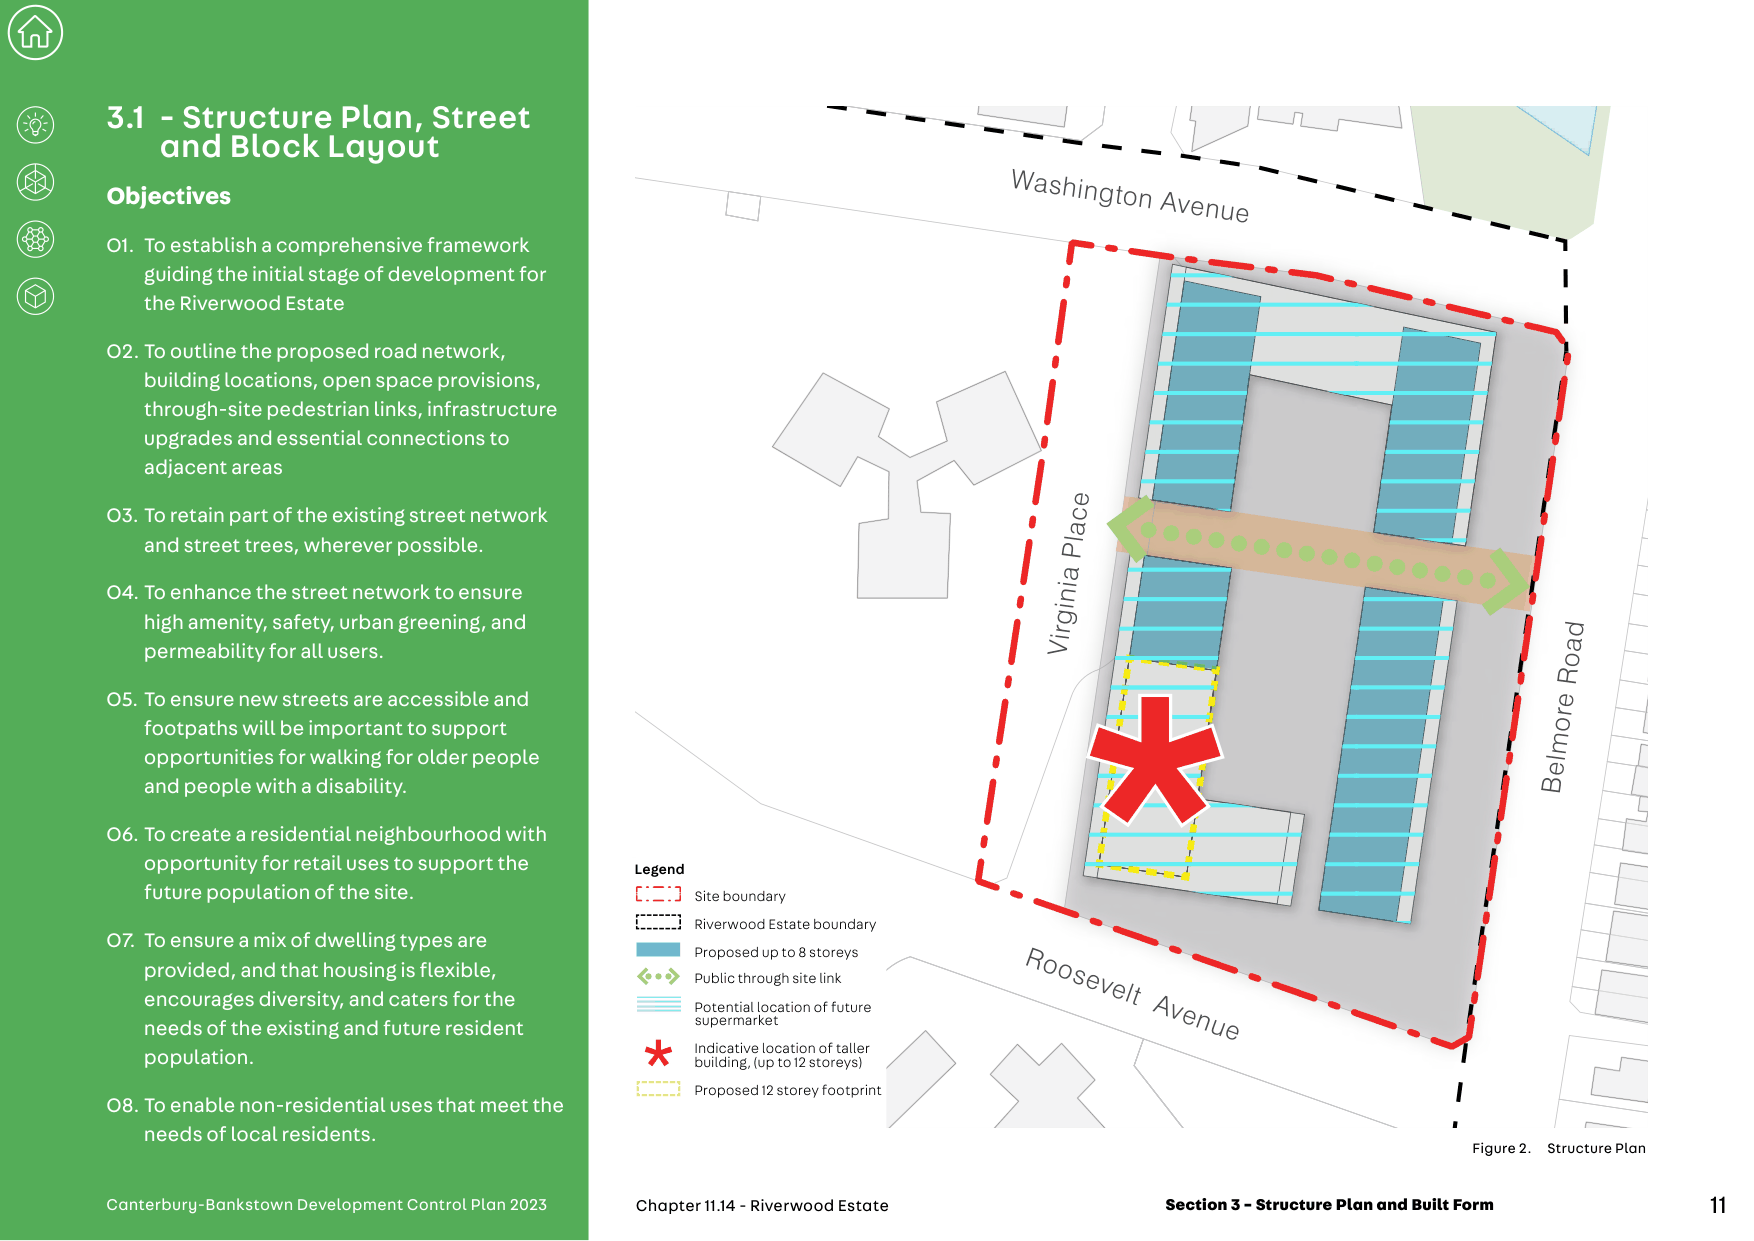 3.1 - Structure Plan, Street
and Block Layout
Objectives
O1. To establish a comprehensive framework
guiding the initial stage of development for
the Riverwood Estate
O2. To outline the proposed road network,
building locations, open space provisions,
through-site pedestrian links, infrastructure
upgrades and essential connections to
adjacent areas
O3. To retain part of the existing street network
and street trees, wherever possible.
O4. To enhance the street network to ensure
high amenity, safety, urban greening, and
permeability for all users.
O5. To ensure new streets are accessible and
footpaths will be important to support
opportunities for walking for older people
and people with a disability.
O6. To create a residential neighbourhood with
opportunity for retail uses to support the
future population of the site.
O7. To ensure a mix of dwelling types are
provided, and that housing is flexible,
encourages diversity, and caters for the
needs of the existing and future resident
population.
O8. To enable non-residential uses that meet the
needs of local residents.
Canterbury-Bankstown Development Control Plan 2023
Washington Avenue
Virginia Place
Belmore Road
Roosevelt Avenue
Legend
Site boundary
Riverwood Estate boundary
Proposed up to 8 storeys
Public through site link
Potential location of future
supermarket
Indicative location of taller
building, (up to 12 storeys)
Proposed 12 storey footprint
Figure 2. Structure Plan
Chapter 11.14 - Riverwood Estate
Section 3 – Structure Plan and Built Form
11